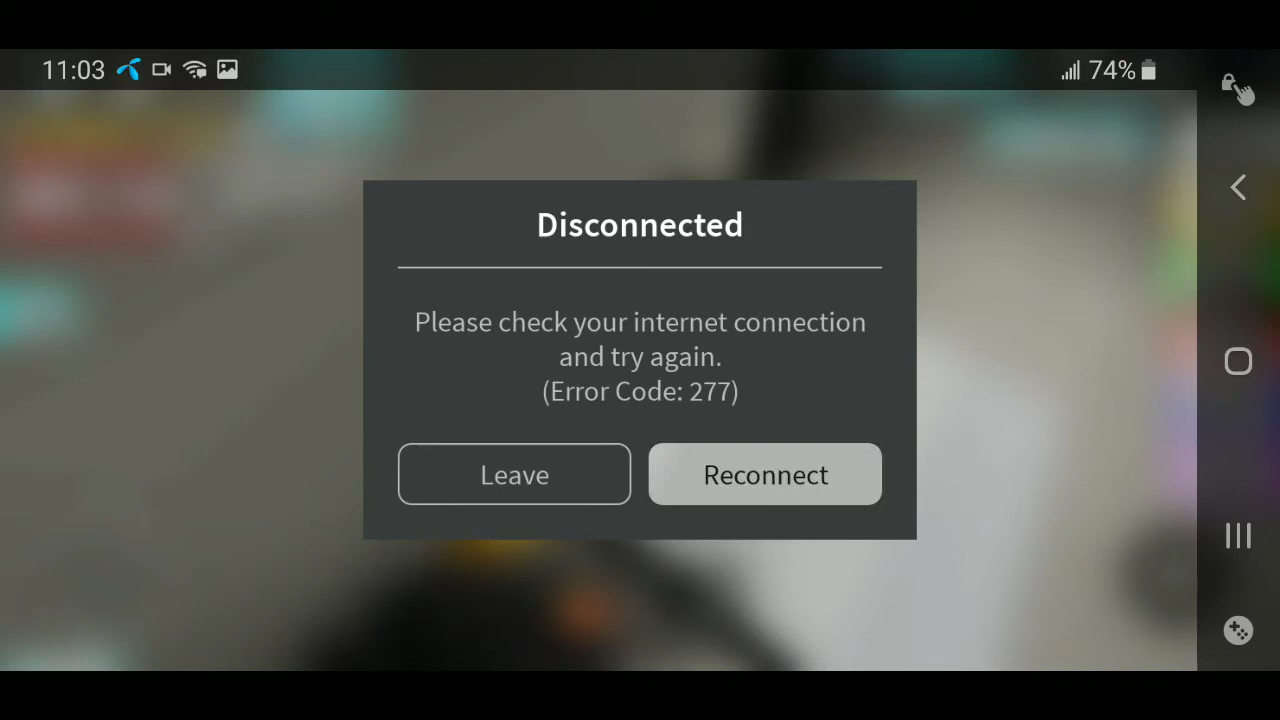 11:03
74%
Disconnected
Please check your internet connection
and try again.
(Error Code: 277)
Leave
Reconnect